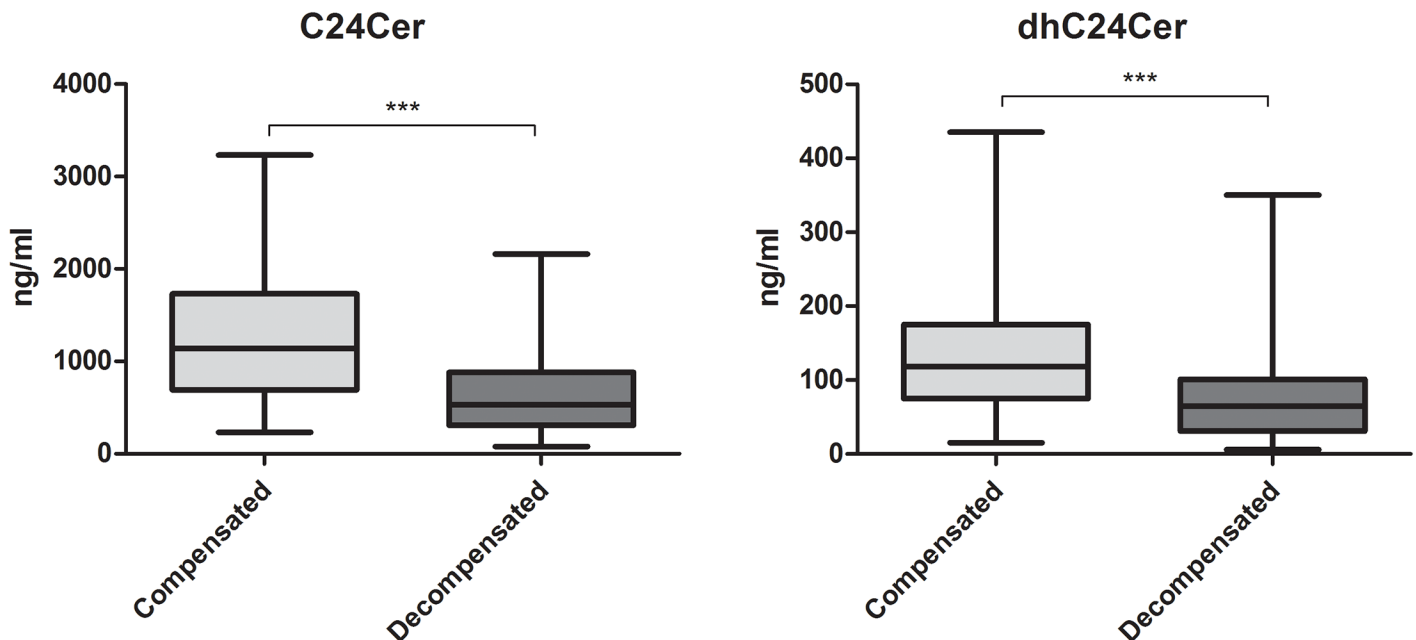 C24Cer
4000
3000
2000
1000
0
ng/ml
***
Compensated
Decompensated
dhC24Cer
500
400
300
200
100
0
ng/ml
***
Compensated
Decompensated